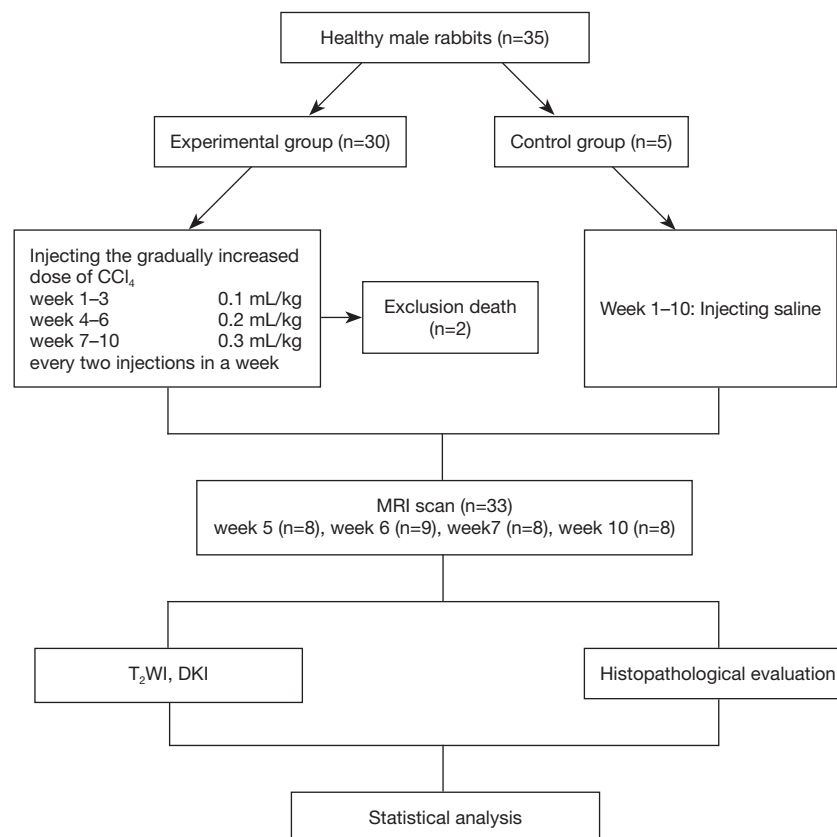 Healthy male rabbits (n=35)
Experimental group (n=30)
Control group (n=5)
Injecting the gradually increased
dose of CCl₄
week 1–3 0.1 mL/kg
week 4–6 0.2 mL/kg
week 7–10 0.3 mL/kg
every two injections in a week
Exclusion death
(n=2)
Week 1–10: Injecting saline
MRI scan (n=33)
week 5 (n=8), week 6 (n=9), week7 (n=8), week 10 (n=8)
T₂WI, DKI
Histopathological evaluation
Statistical analysis